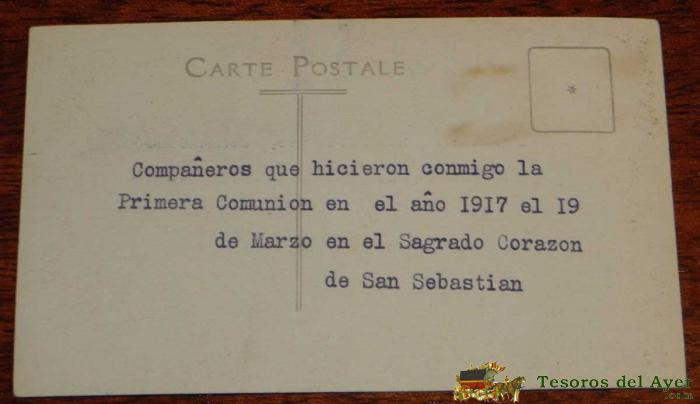 CARTE POSTALE
Compañeros que hicieron conmigo la
Primera Comunion en el año 1917 el 19
de Marzo en el Sagrado Corazon
de San Sebastian
Tesoros del Ayer
.com